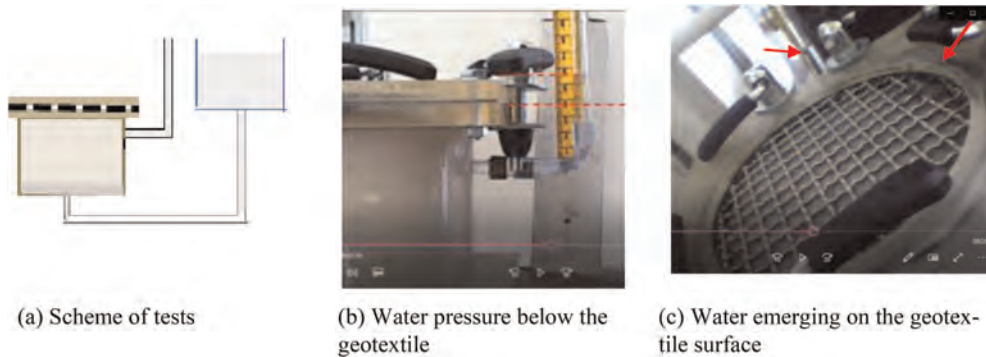 (a) Scheme of tests
(b) Water pressure below the
geotextile
(c) Water emerging on the geotex-
tile surface